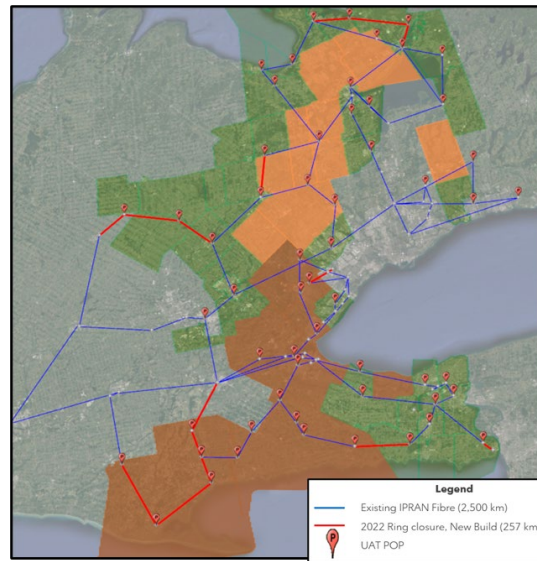 Legend
Existing IPRAN Fibre (2,500 km)
2022 Ring closure, New Build (257 km
UAT POP